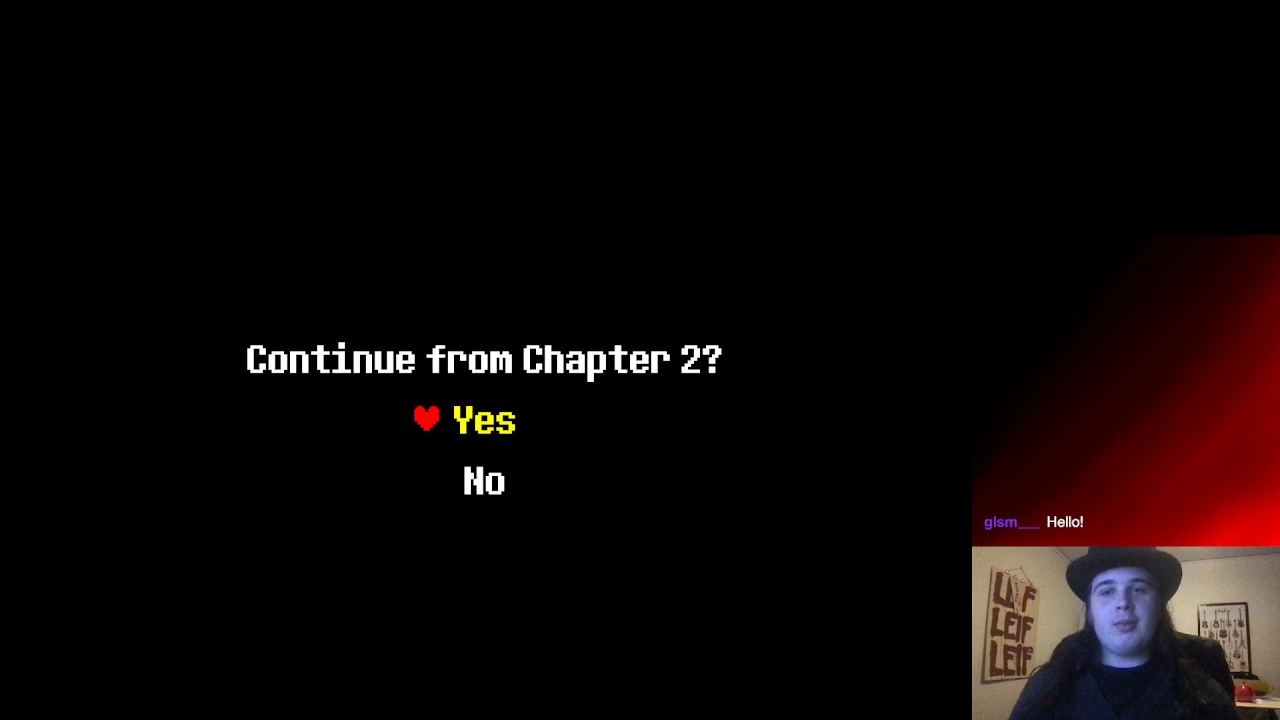 Continue from Chapter 2?
Yes
No
glsm___ Hello!
LEIF
LEIF